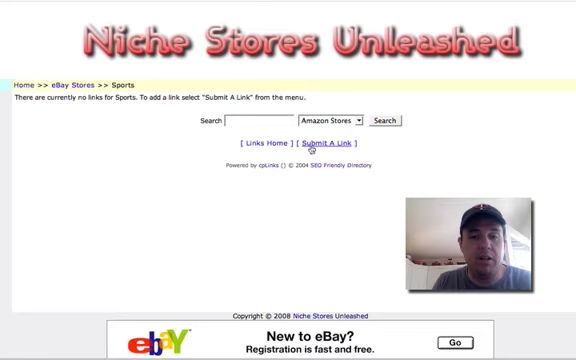 Niche Stores Unleashed
Home >> eBay Stores >> Sports
There are currently no links for Sports. To add a link select "Submit A Link" from the menu.
Search Amazon Stores Search
[ Links Home ] [ Submit A Link ]
Powered by cpLinks () © 2004 SEO Friendly Directory
Copyright © 2008 Niche Stores Unleashed
ebaY New to eBay? Go
Registration is fast and free.